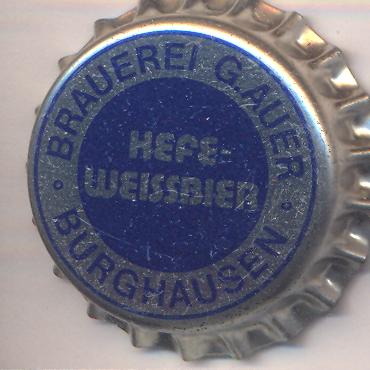 BRAUEREI G.AUER
HEFE-
WEISSBIER
BURGHAUSEN